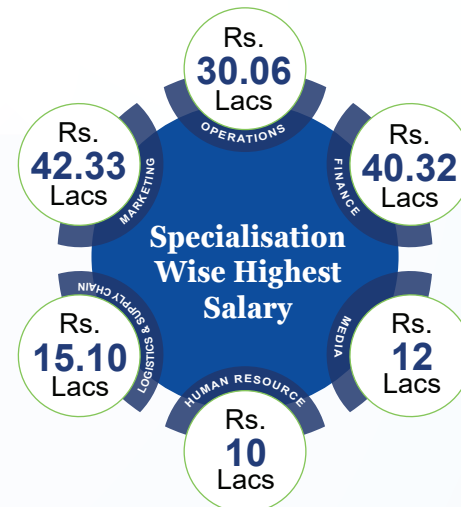 Rs.
30.06
Lacs
OPERATIONS
Rs.
42.33
Lacs
MARKETING
Rs.
40.32
Lacs
FINANCE
Specialisation
Wise Highest
Salary
Rs.
15.10
Lacs
LOGISTICS & SUPPLY CHAIN
Rs.
12
Lacs
MEDIA
HUMAN RESOURCE
Rs.
10
Lacs